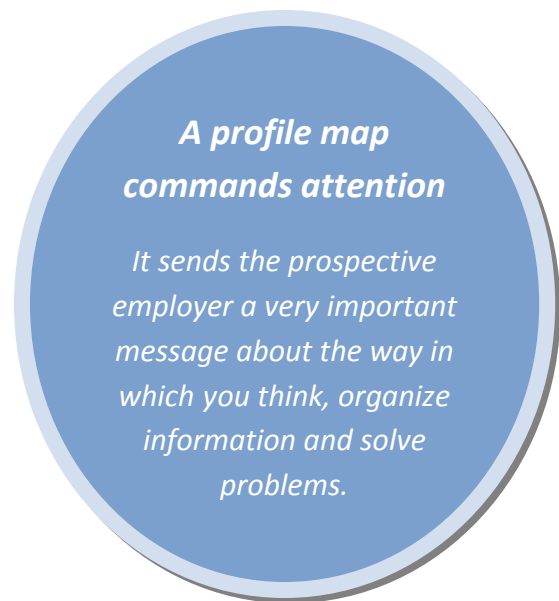 A profile map
commands attention
It sends the prospective
employer a very important
message about the way in
which you think, organize
information and solve
problems.